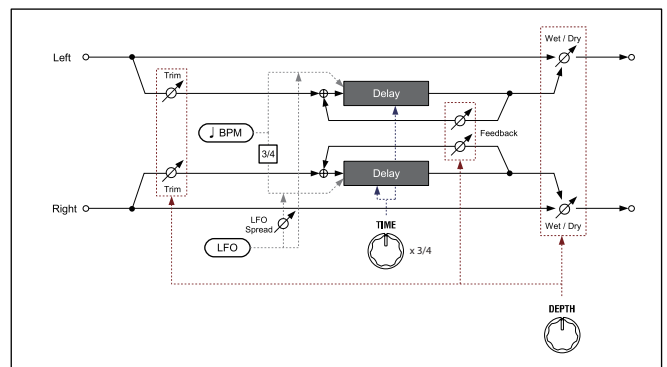 Left
Wet / Dry
Trim
Delay
♩ BPM
Feedback
3/4
Delay
Trim
Right
LFO
Spread
LFO
TIME
x 3/4
Wet / Dry
DEPTH